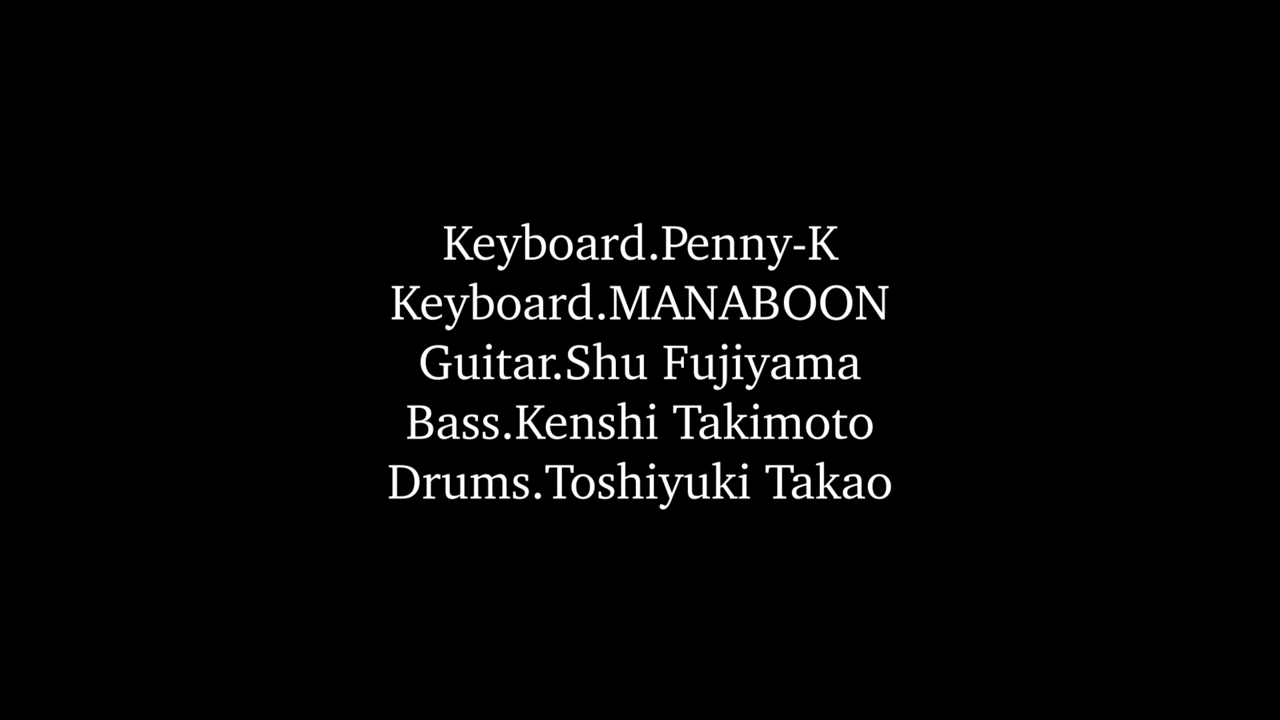 Keyboard.Penny-K
Keyboard.MANABOON
Guitar.Shu Fujiyama
Bass.Kenshi Takimoto
Drums.Toshiyuki Takao